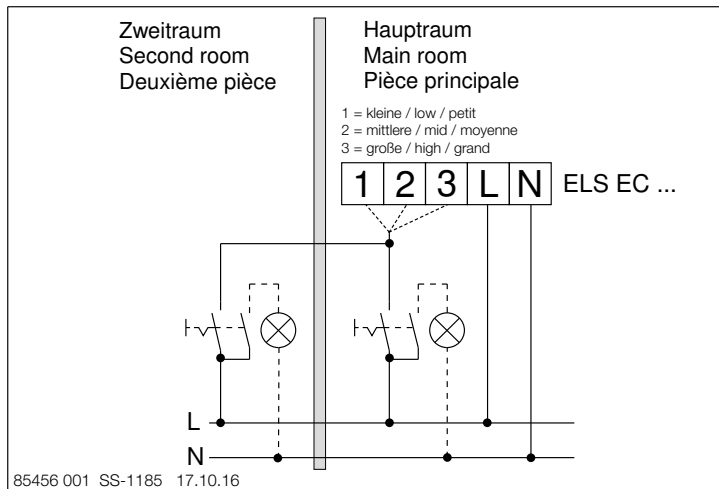 Zweitraum
Second room
Deuxième pièce
Hauptraum
Main room
Pièce principale
1 = kleine / low / petit
2 = mittlere / mid / moyenne
3 = große / high / grand
1 2 3 L N ELS EC ...
L
N
85456 001 SS-1185 17.10.16